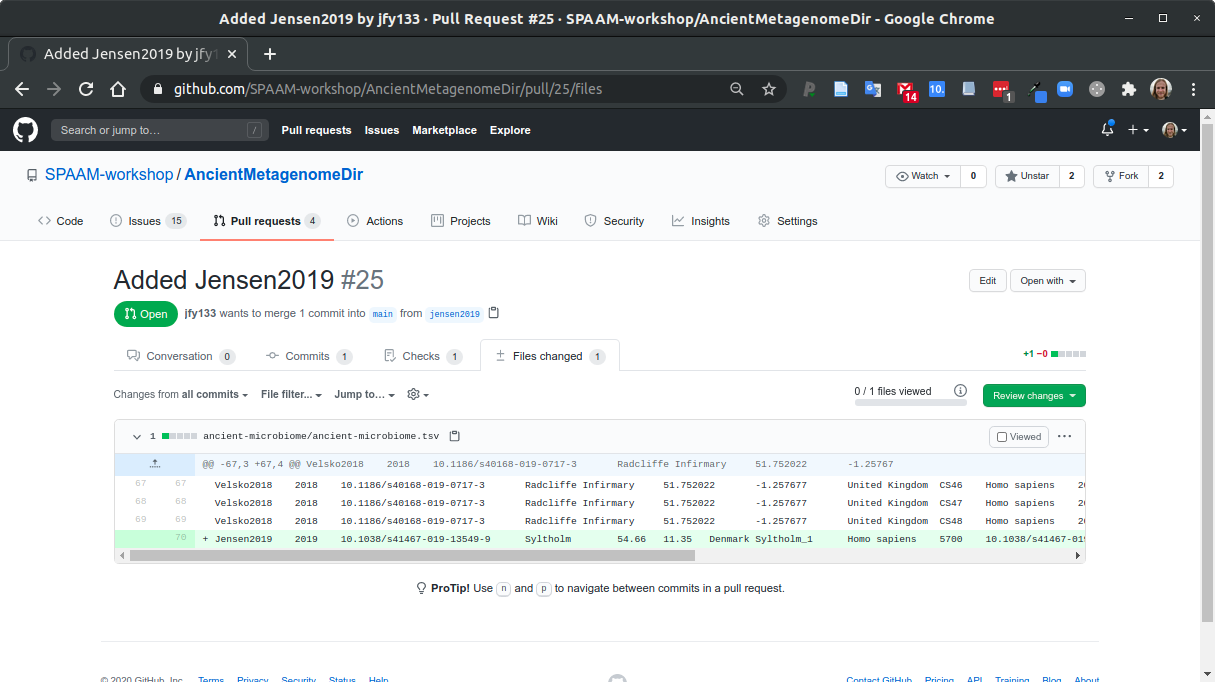 Added Jensen2019 by jfy133 · Pull Request #25 · SPAAM-workshop/AncientMetagenomeDir - Google Chrome
Added Jensen2019 by jfy1
github.com/SPAAM-workshop/AncientMetagenomeDir/pull/25/files
14
10.
1
Search or jump to… /
Pull requests Issues Marketplace Explore
SPAAM-workshop / AncientMetagenomeDir
Watch 0 Unstar 2 Fork 2
Code Issues 15 Pull requests 4 Actions Projects Wiki Security Insights Settings
Added Jensen2019 #25
Edit Open with
Open jfy133 wants to merge 1 commit into main from jensen2019
Conversation 0 Commits 1 Checks 1 Files changed 1
+1 −0
Changes from all commits File filter... Jump to…
0 / 1 files viewed
Review changes
1 ancient-microbiome/ancient-microbiome.tsv
Viewed
@@ -67,3 +67,4 @@ Velsko2018 2018 10.1186/s40168-019-0717-3 Radcliffe Infirmary 51.752022 -1.25767
67 67 Velsko2018 2018 10.1186/s40168-019-0717-3 Radcliffe Infirmary 51.752022 -1.257677 United Kingdom CS46 Homo sapiens
68 68 Velsko2018 2018 10.1186/s40168-019-0717-3 Radcliffe Infirmary 51.752022 -1.257677 United Kingdom CS47 Homo sapiens
69 69 Velsko2018 2018 10.1186/s40168-019-0717-3 Radcliffe Infirmary 51.752022 -1.257677 United Kingdom CS48 Homo sapiens
70 + Jensen2019 2019 10.1038/s41467-019-13549-9 Syltholm 54.66 11.35 Denmark Syltholm_1 Homo sapiens 5700 10.1038/s41467-019
ProTip! Use n and p to navigate between commits in a pull request.
© 2020 GitHub, Inc. Terms Privacy Security Status Help
Contact GitHub Pricing API Training Blog About